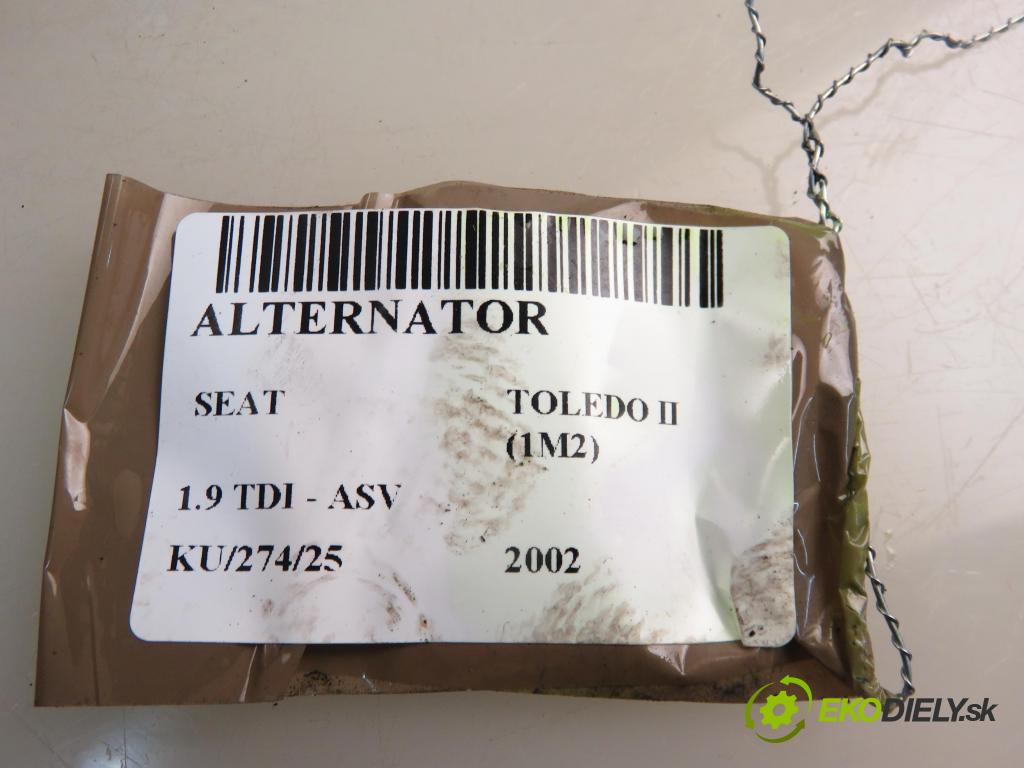 ALTERNATOR
SEAT TOLEDO II
(1M2)
1.9 TDI - ASV
KU/274/25 2002
EKODIELY.sk